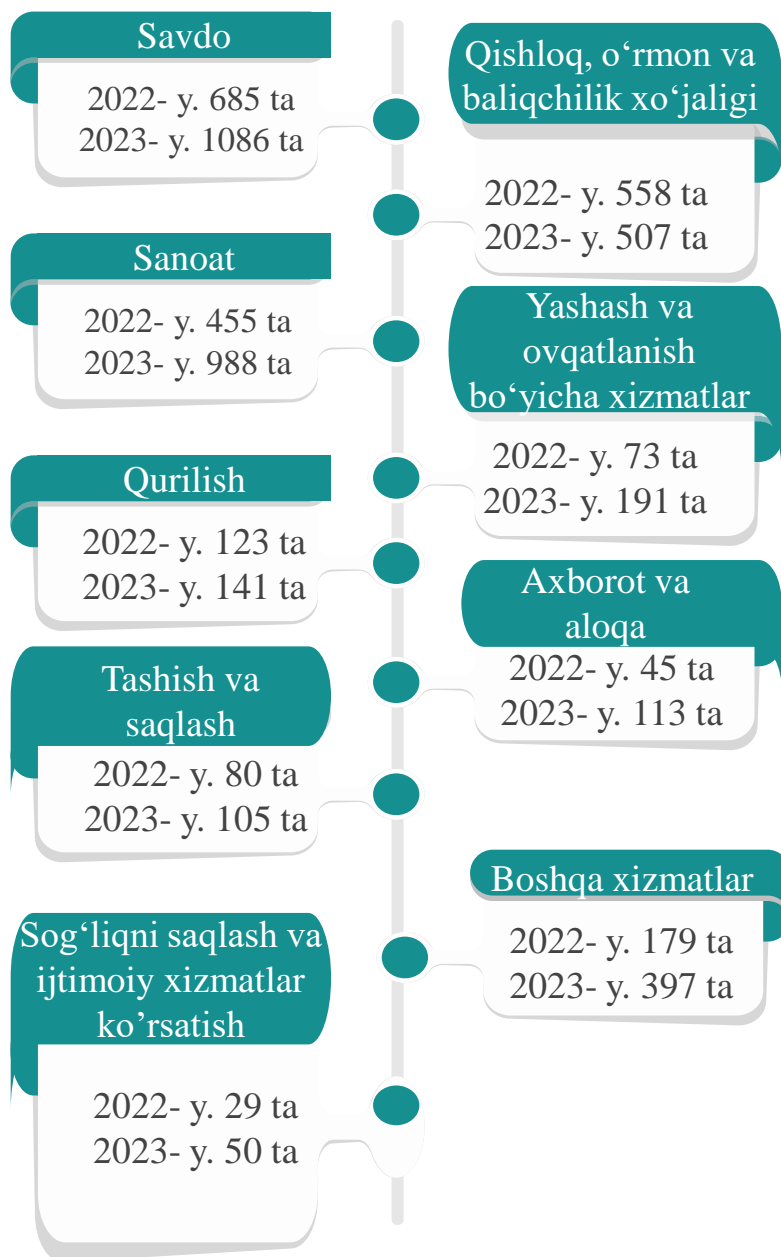 Savdo
2022- y. 685 ta
2023- y. 1086 ta
Qishloq, o‘rmon va
baliqchilik xo‘jaligi
2022- y. 558 ta
2023- y. 507 ta
Sanoat
2022- y. 455 ta
2023- y. 988 ta
Yashash va
ovqatlanish
bo‘yicha xizmatlar
2022- y. 73 ta
2023- y. 191 ta
Qurilish
2022- y. 123 ta
2023- y. 141 ta
Axborot va
aloqa
2022- y. 45 ta
2023- y. 113 ta
Tashish va
saqlash
2022- y. 80 ta
2023- y. 105 ta
Boshqa xizmatlar
2022- y. 179 ta
2023- y. 397 ta
Sog‘liqni saqlash va
ijtimoiy xizmatlar
ko’rsatish
2022- y. 29 ta
2023- y. 50 ta